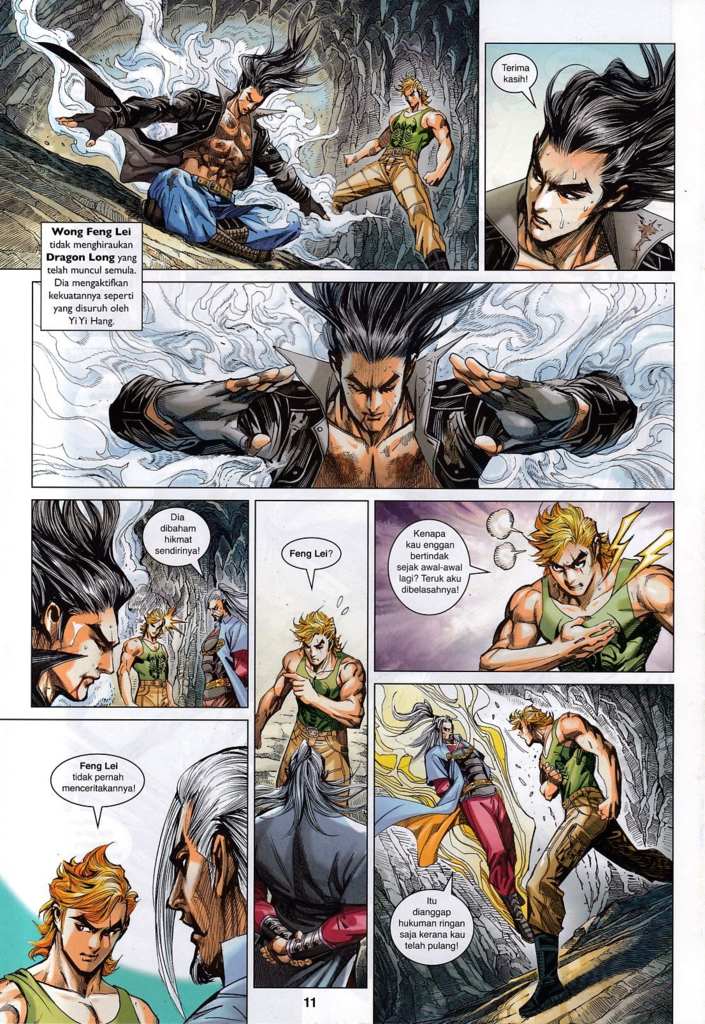 Terima
kasih!
Wong Feng Lei
tidak menghiraukan
Dragon Long yang
telah muncul semula.
Dia mengaktifkan
kekuatannya seperti
yang disuruh oleh
Yi Yi Hang.
Dia
dibaham
hikmat
sendirinya!
Feng Lei?
Kenapa
kau enggan
bertindak
sejak awal-awal
lagi? Teruk aku
dibelasahnya!
Feng Lei
tidak pernah
menceritakannya!
Itu
dianggap
hukuman ringan
saja kerana kau
telah pulang!
11